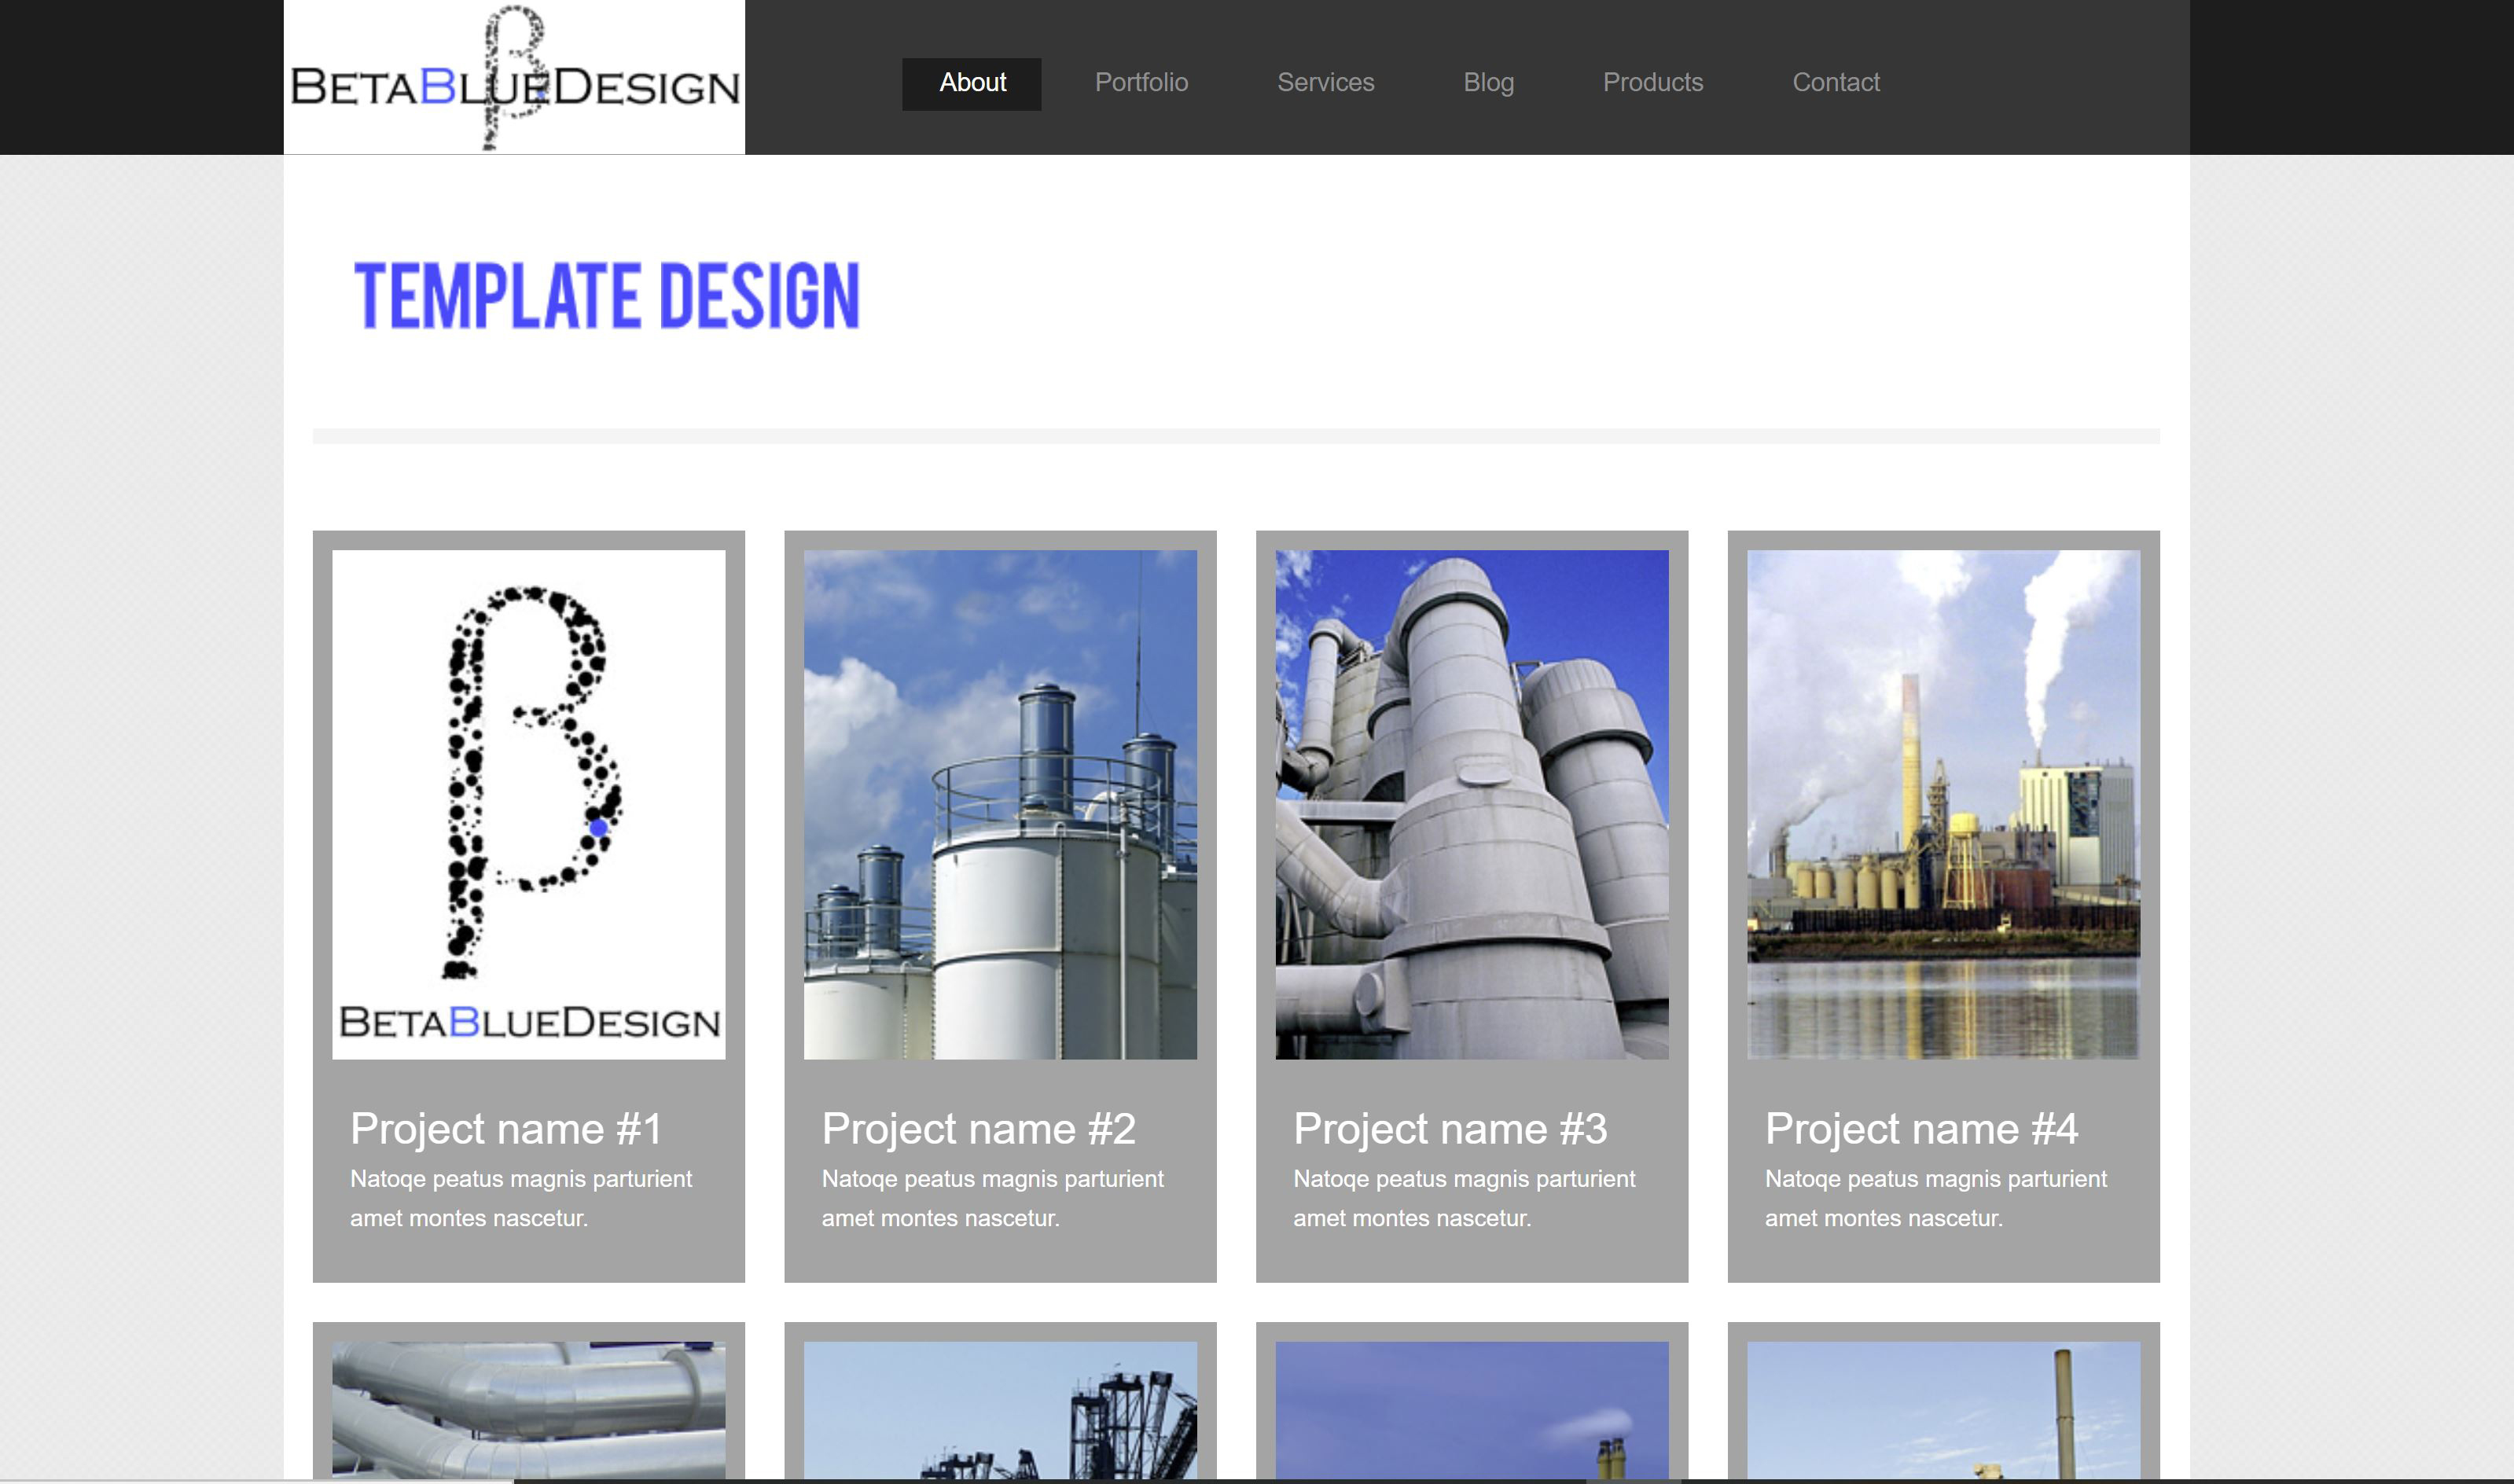 BETABLUEDESIGN
About Portfolio Services Blog Products Contact
TEMPLATE DESIGN
BETABLUEDESIGN
Project name #1
Natoqe peatus magnis parturient
amet montes nascetur.
Project name #2
Natoqe peatus magnis parturient
amet montes nascetur.
Project name #3
Natoqe peatus magnis parturient
amet montes nascetur.
Project name #4
Natoqe peatus magnis parturient
amet montes nascetur.